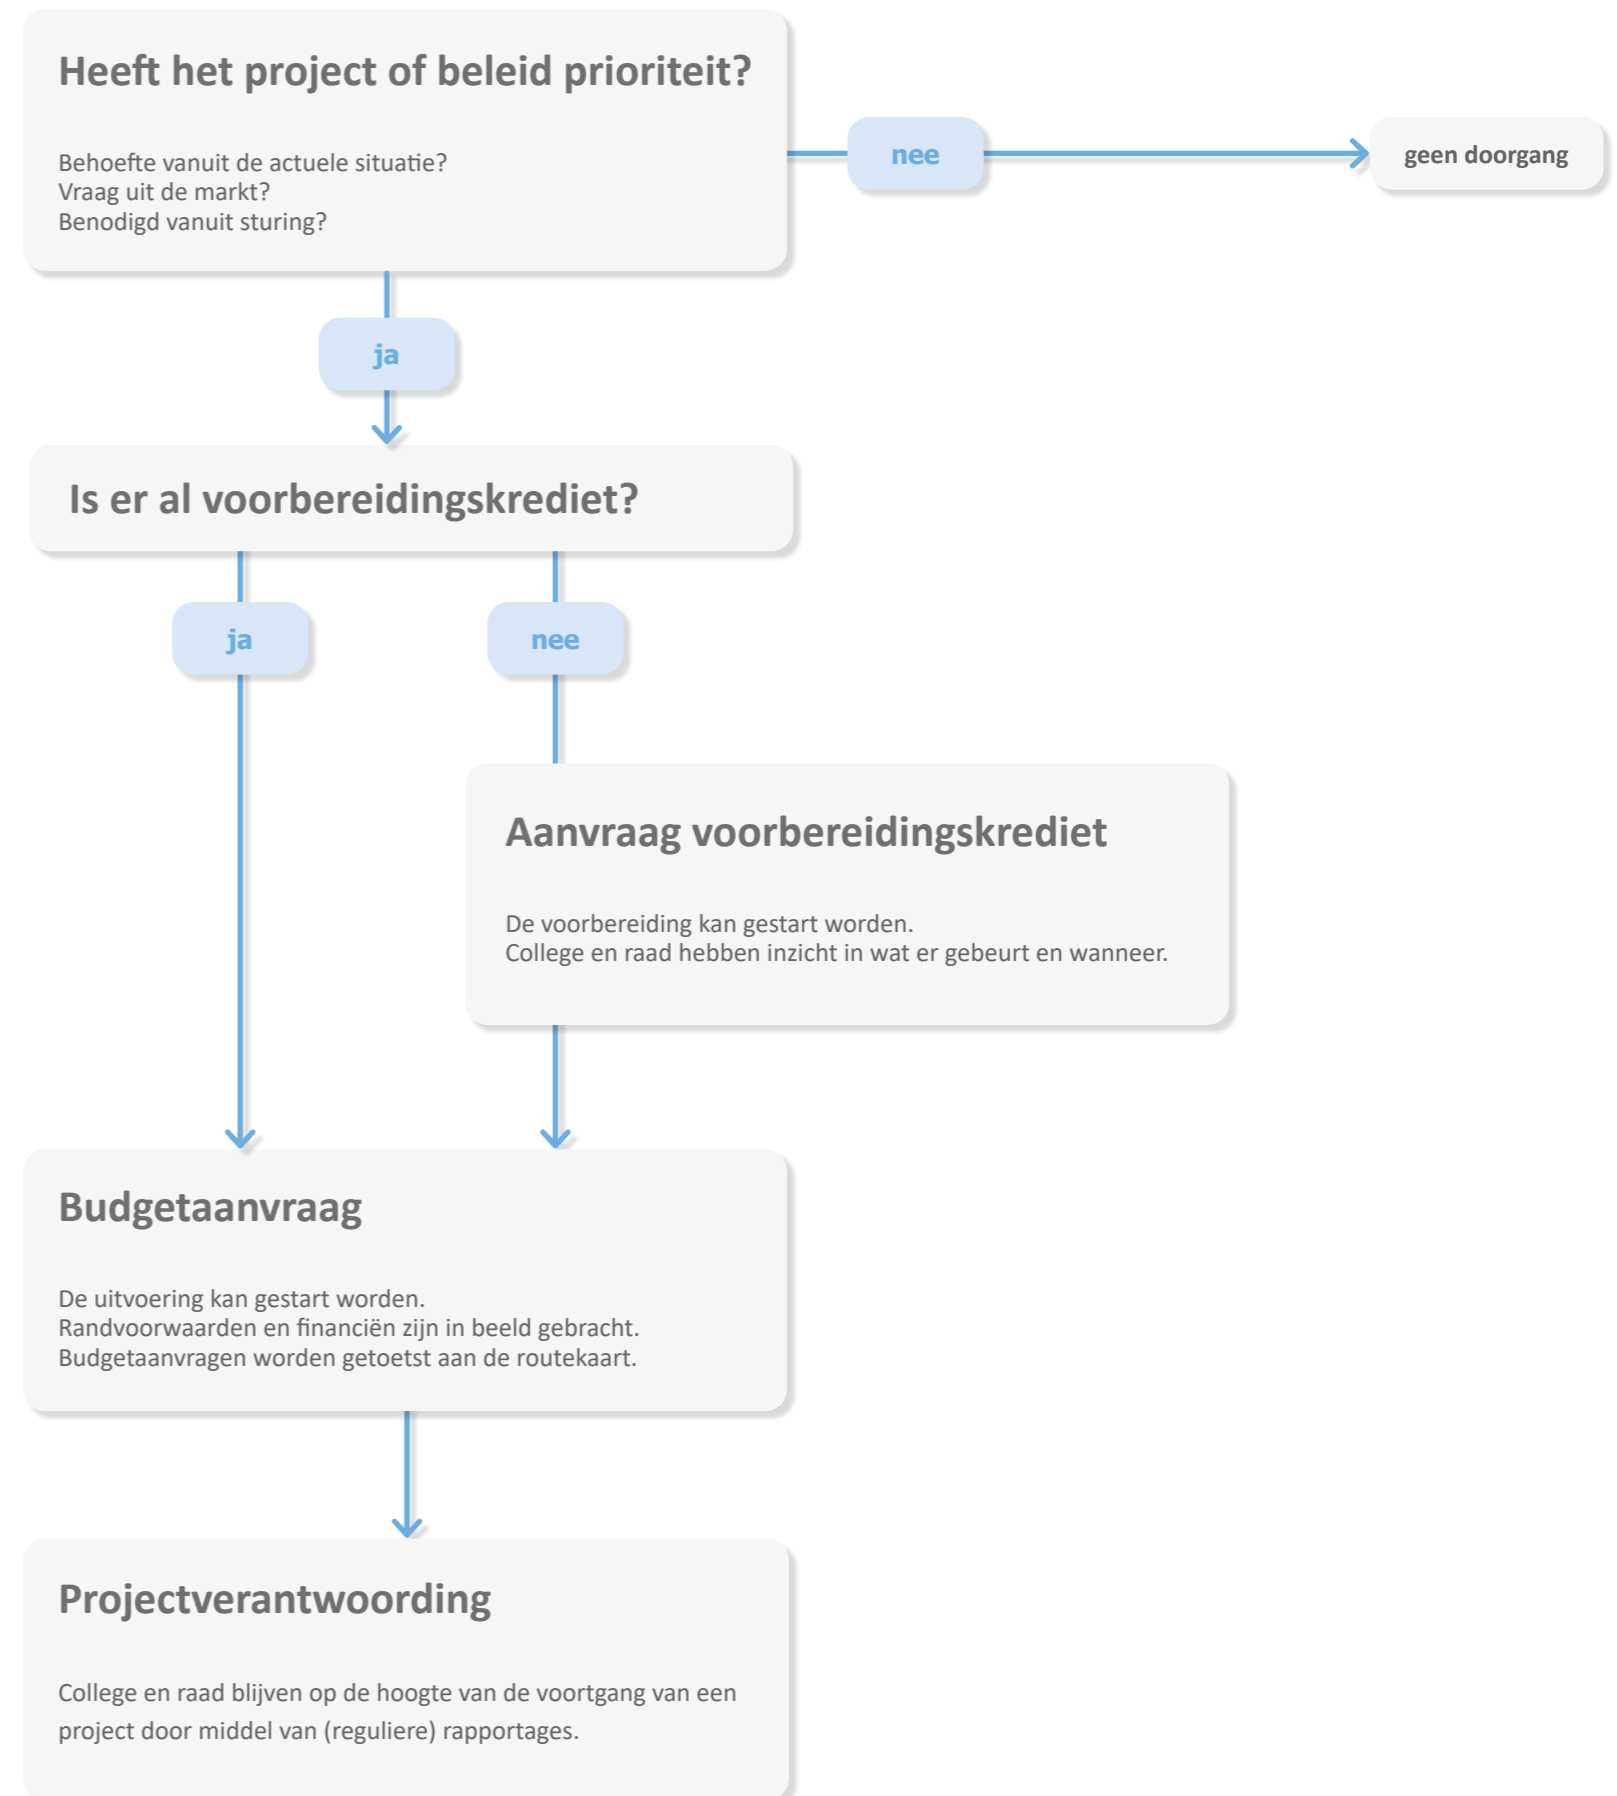 Heeft het project of beleid prioriteit?
Behoefte vanuit de actuele situatie?
Vraag uit de markt?
Benodigd vanuit sturing?
nee
geen doorgang
ja
Is er al voorbereidingskrediet?
ja
nee
Aanvraag voorbereidingskrediet
De voorbereiding kan gestart worden.
College en raad hebben inzicht in wat er gebeurt en wanneer.
Budgetaanvraag
De uitvoering kan gestart worden.
Randvoorwaarden en financiën zijn in beeld gebracht.
Budgetaanvragen worden getoetst aan de routekaart.
Projectverantwoording
College en raad blijven op de hoogte van de voortgang van een
project door middel van (reguliere) rapportages.